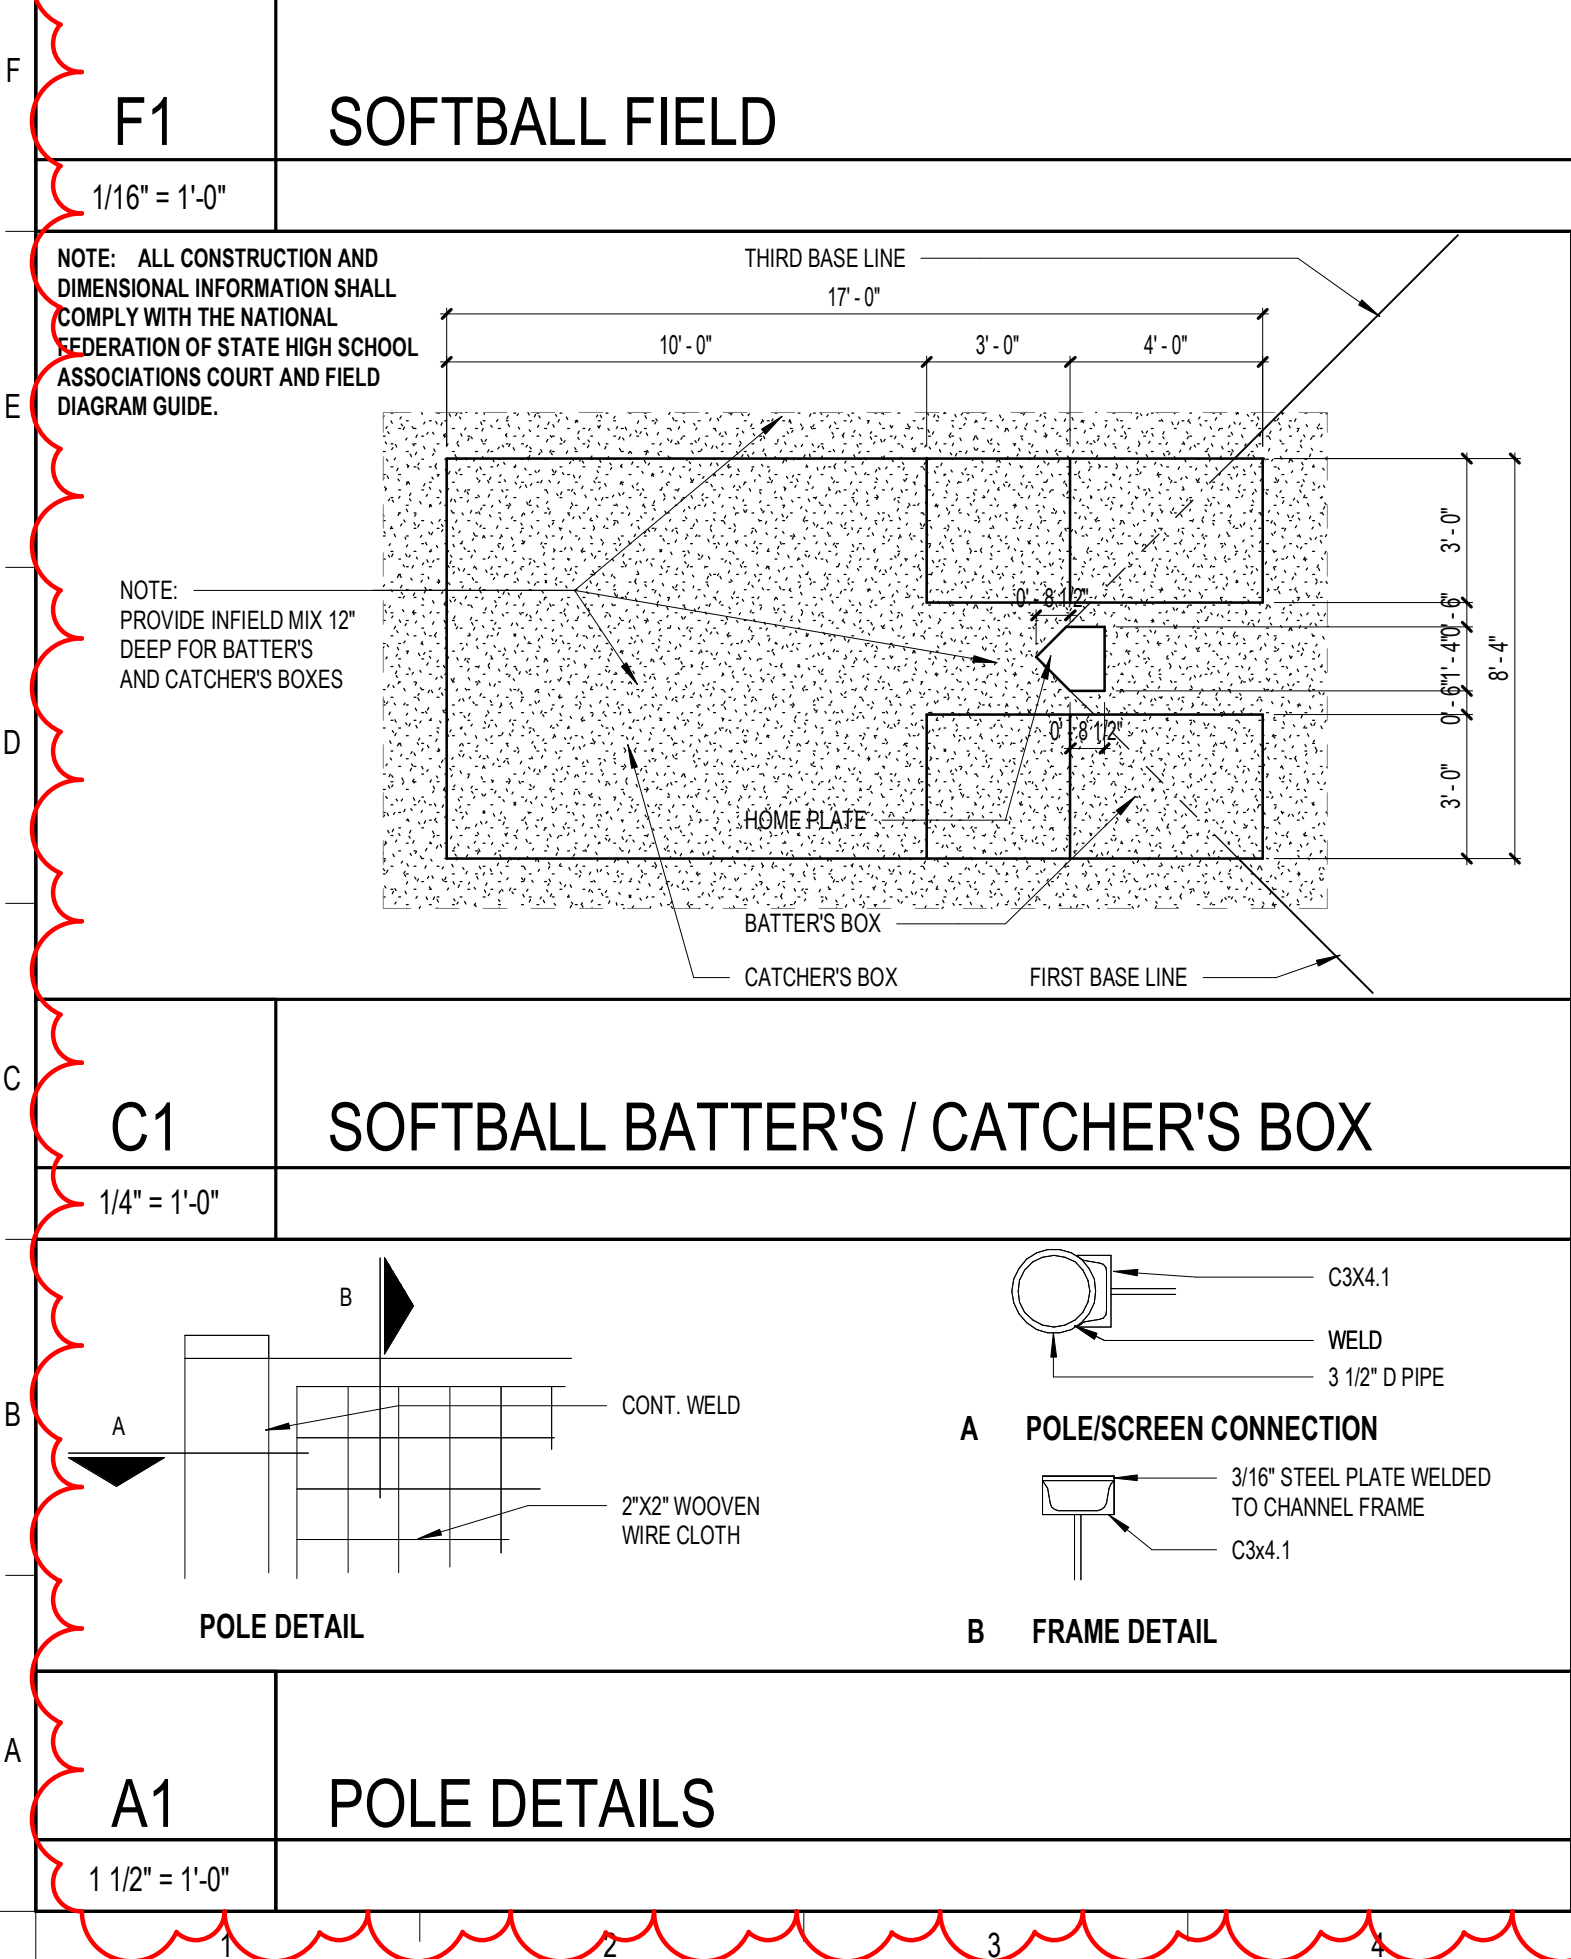 F
F1
SOFTBALL FIELD
1/16" = 1'-0"
NOTE: ALL CONSTRUCTION AND
DIMENSIONAL INFORMATION SHALL
COMPLY WITH THE NATIONAL
FEDERATION OF STATE HIGH SCHOOL
ASSOCIATIONS COURT AND FIELD
DIAGRAM GUIDE.
THIRD BASE LINE
17' - 0"
10' - 0"
3' - 0"
4' - 0"
E
3' - 0"
0' - 6"
1' - 4"
0' - 6"
3' - 0"
8' - 4"
0' - 8 1/2"
0' - 8 1/2"
NOTE:
PROVIDE INFIELD MIX 12"
DEEP FOR BATTER'S
AND CATCHER'S BOXES
D
HOME PLATE
BATTER'S BOX
CATCHER'S BOX
FIRST BASE LINE
C
C1
SOFTBALL BATTER'S / CATCHER'S BOX
1/4" = 1'-0"
B
A
CONT. WELD
2"X2" WOOVEN
WIRE CLOTH
POLE DETAIL
C3X4.1
WELD
3 1/2" D PIPE
A POLE/SCREEN CONNECTION
3/16" STEEL PLATE WELDED
TO CHANNEL FRAME
C3x4.1
B FRAME DETAIL
B
A
A1
POLE DETAILS
1 1/2" = 1'-0"
1
2
3
4